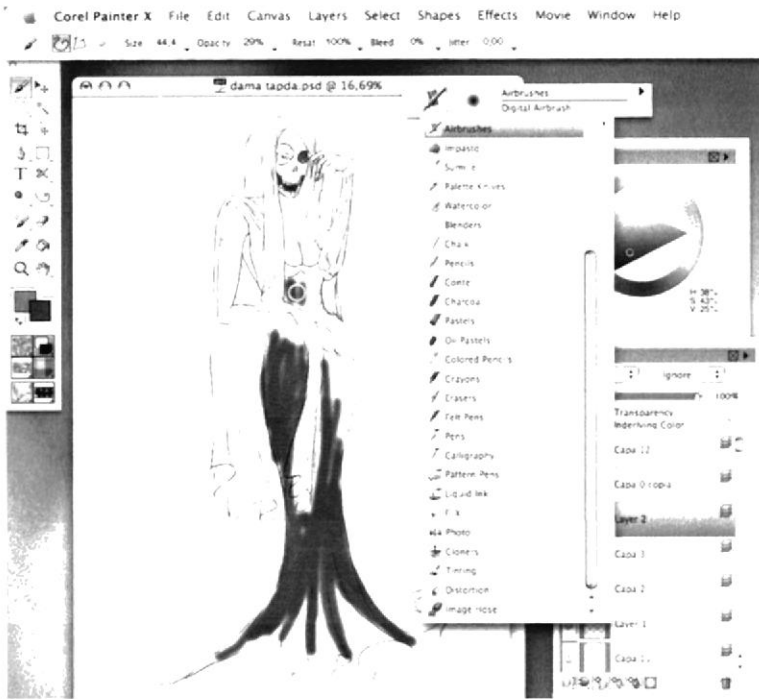 Corel Painter X File Edit Canvas Layers Select Shapes Effects Movie Window Help
Size 44,4 Opacity 29% Resat 100% Bleed 0% Jitter 0,00
dama tapda.psd @ 16,69%
Airbrushes
Digital Airbrush
Airbrushes
Impasto
Sumi-e
Palette Knives
Watercolor
Blenders
Chalk
Pencils
Conte
Charcoal
Pastels
Oil Pastels
Colored Pencils
Crayons
Erasers
Felt Pens
Pens
Calligraphy
Pattern Pens
Liquid Ink
F-X
Photo
Cloners
Tinting
Distortion
Image Hose
H: 38%
S: 43%
V: 25%
Ignore
100%
Transparency
Capa 12
Capa 0 copia
Layer 2
Capa 3
Capa 2
Layer 1